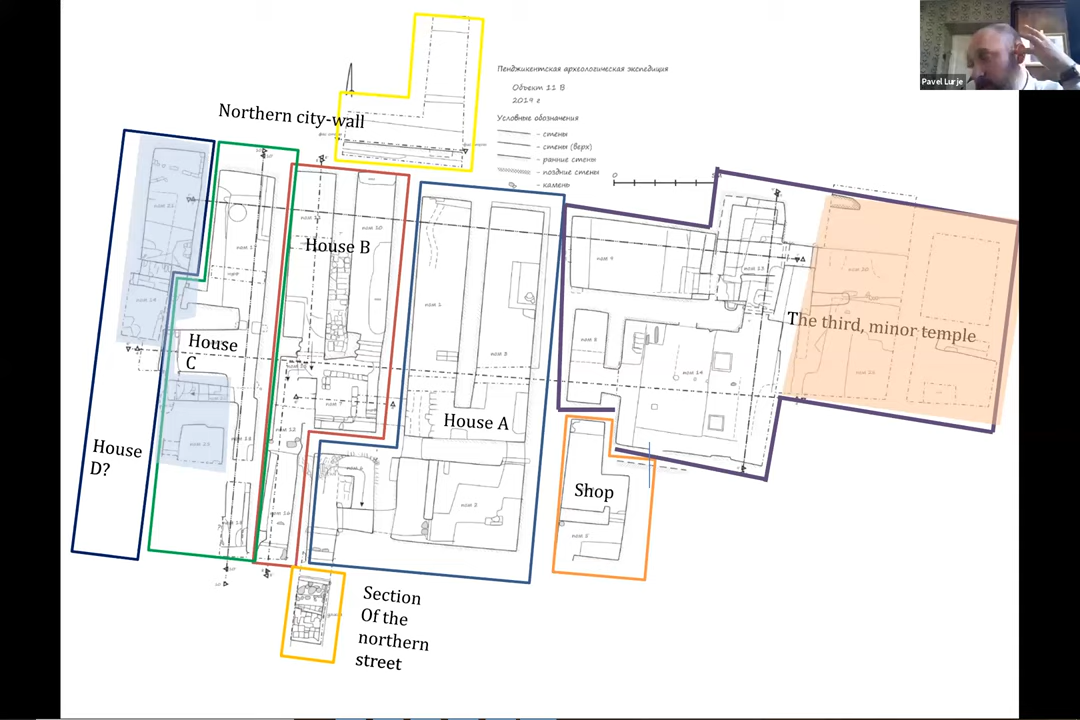 Pavel Lurje
Пенджикентская археологическая экспедиция
Объект 11 В
2019 г
Условные обозначения
- стены
- стены (верх)
- ранние стены
- поздние стены
- камень
0
Northern city-wall
House B
House
C
The third, minor temple
House A
House
D?
Shop
Section
Of the
northern
street